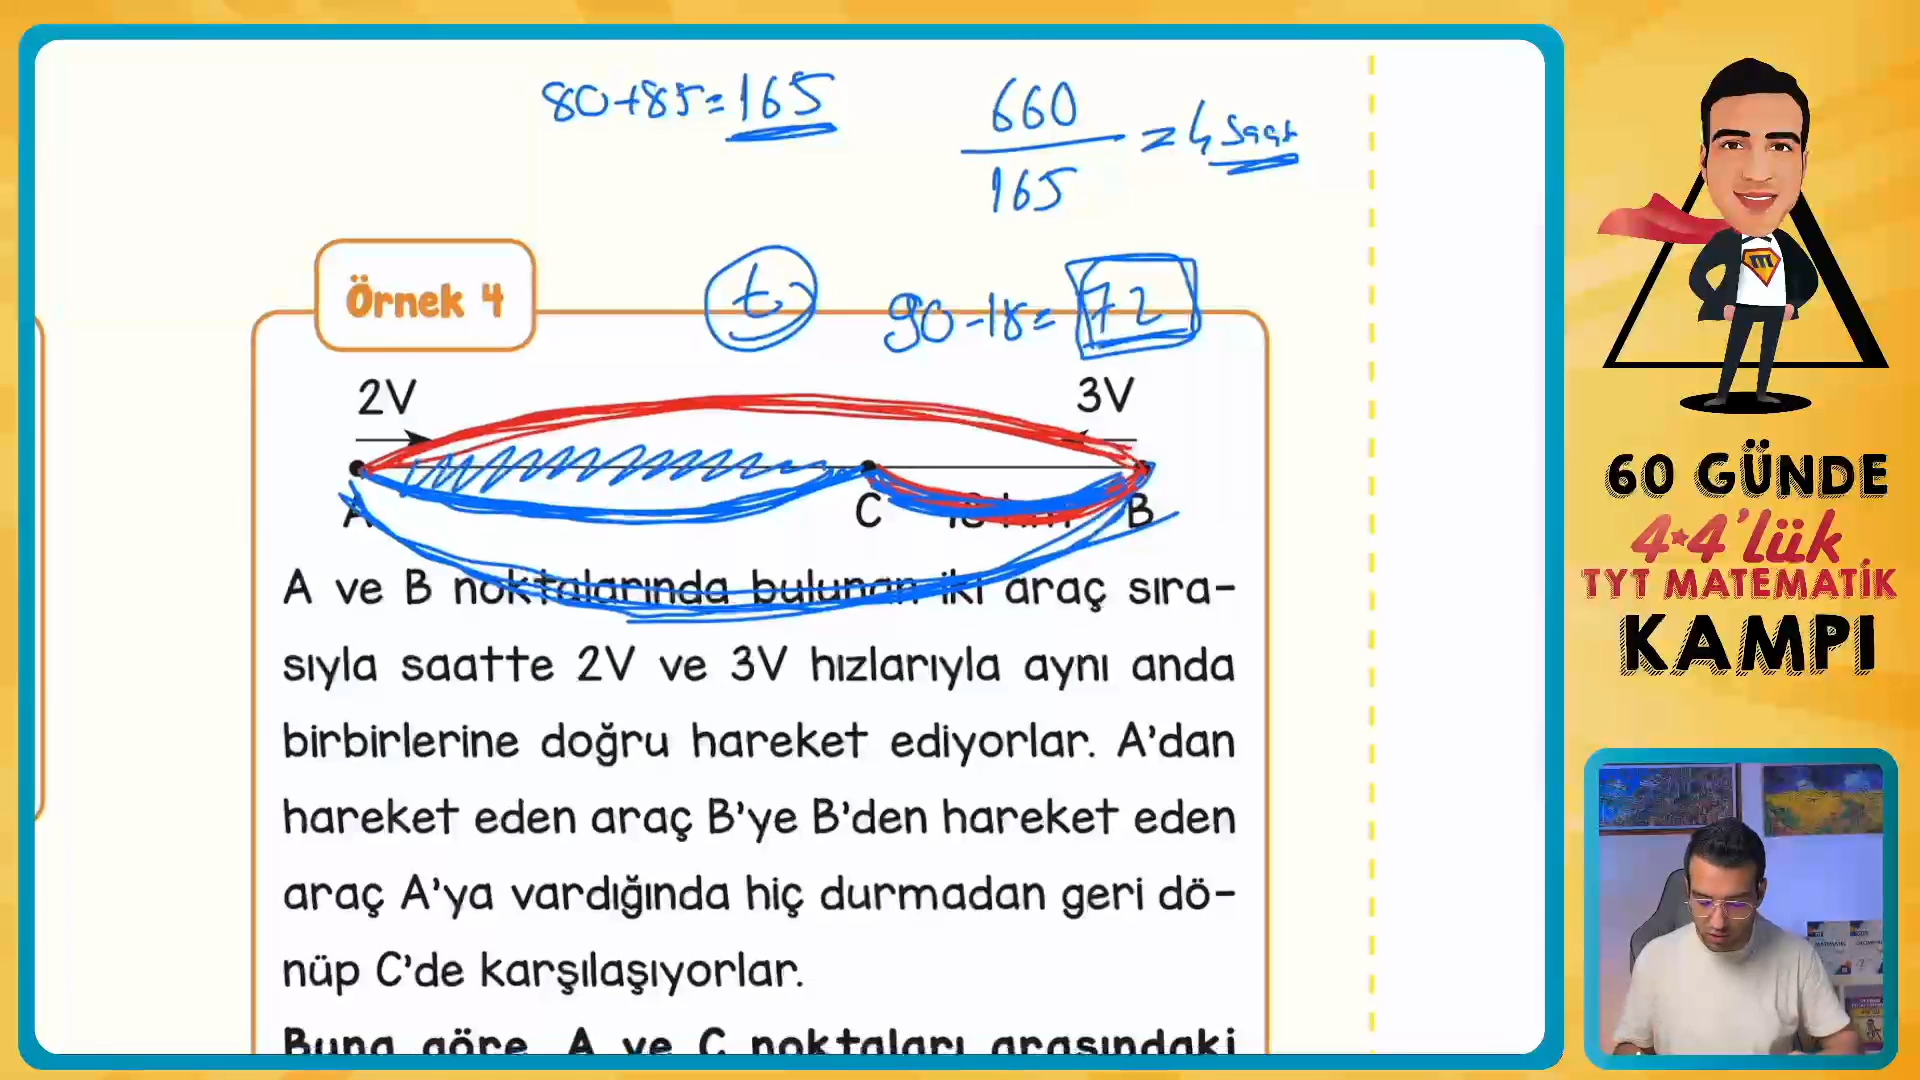 80+85=165
660
165
= 4 saat
Örnek 4
t
90-18= 72
2V
3V
A
C
18 km
B
A ve B noktalarında bulunan iki araç sıra-
sıyla saatte 2V ve 3V hızlarıyla aynı anda
birbirlerine doğru hareket ediyorlar. A'dan
hareket eden araç B'ye B'den hareket eden
araç A'ya vardığında hiç durmadan geri dö-
nüp C'de karşılaşıyorlar.
Buna göre, A ve C noktaları arasındaki
m
60 GÜNDE
4★4'lük
TYT MATEMATİK
KAMPI